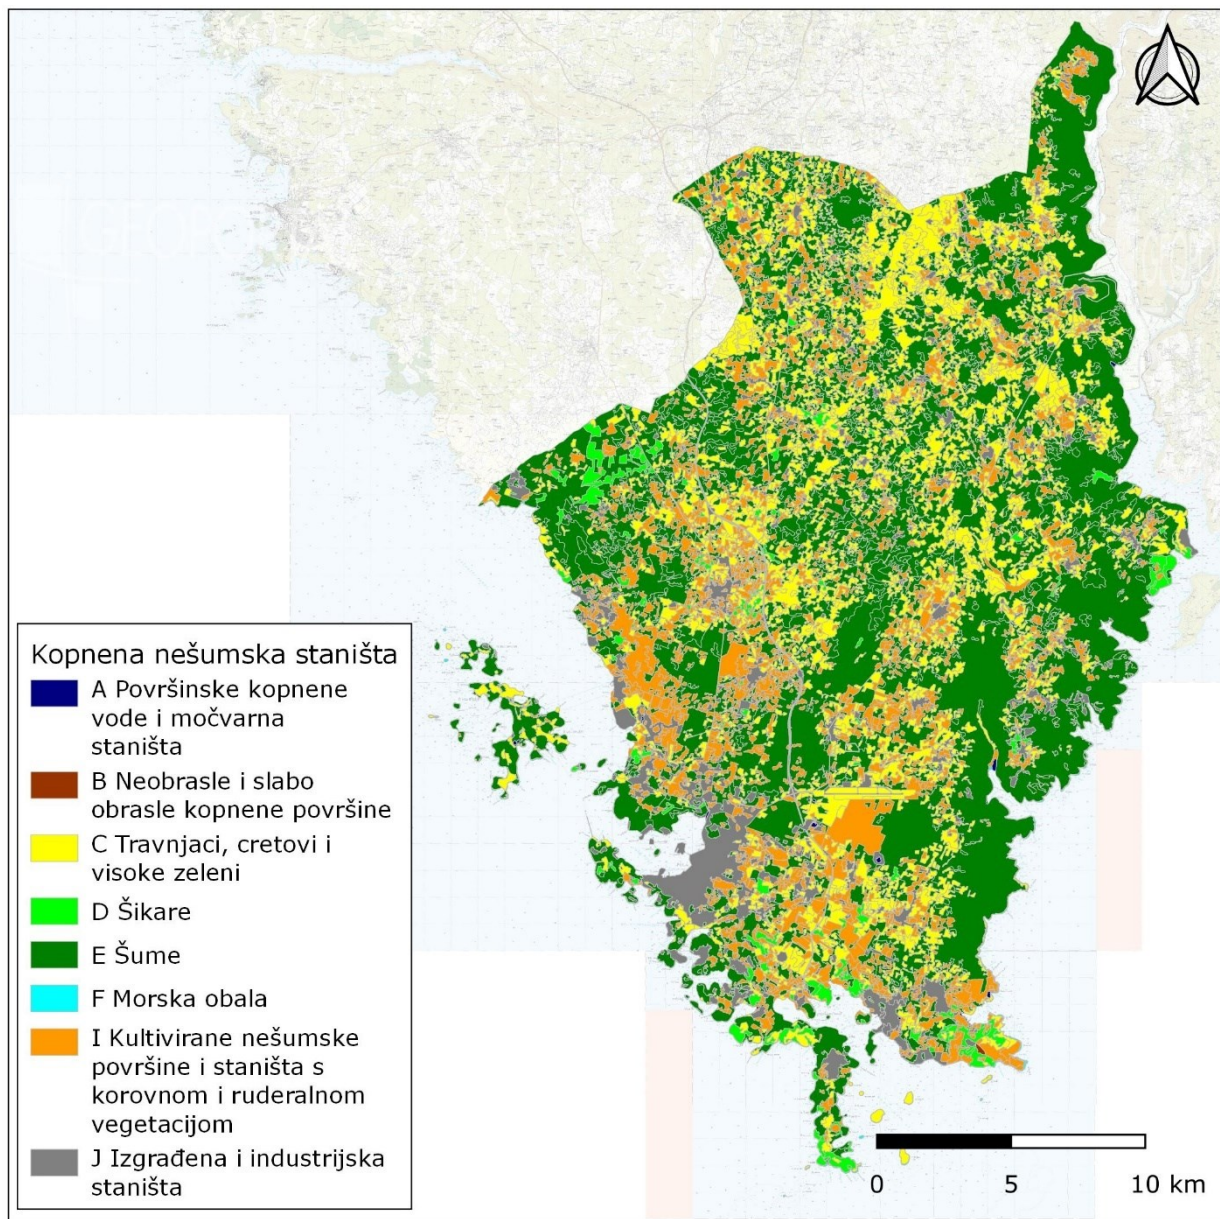 Kopnena nešumska staništa
A Površinske kopnene
vode i močvarna
staništa
B Neobrasle i slabo
obrasle kopnene površine
C Travnjaci, cretovi i
visoke zeleni
D Šikare
E Šume
F Morska obala
I Kultivirane nešumske
površine i staništa s
korovnom i ruderalnom
vegetacijom
J Izgrađena i industrijska
staništa
0 5 10 km